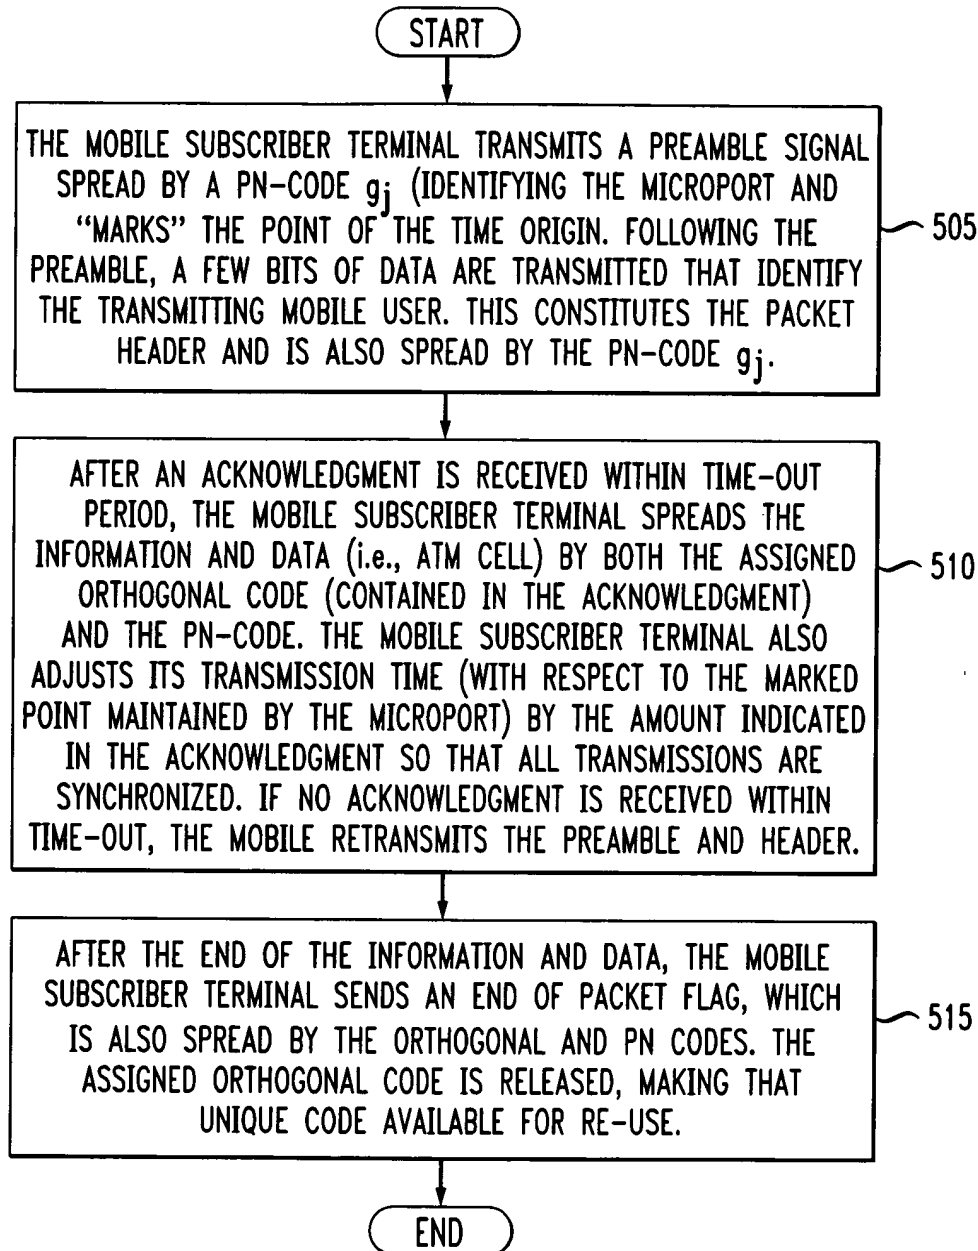 START
THE MOBILE SUBSCRIBER TERMINAL TRANSMITS A PREAMBLE SIGNAL
SPREAD BY A PN-CODE gj (IDENTIFYING THE MICROPORT AND
“MARKS” THE POINT OF THE TIME ORIGIN. FOLLOWING THE
PREAMBLE, A FEW BITS OF DATA ARE TRANSMITTED THAT IDENTIFY
THE TRANSMITTING MOBILE USER. THIS CONSTITUTES THE PACKET
HEADER AND IS ALSO SPREAD BY THE PN-CODE gj.
505
AFTER AN ACKNOWLEDGMENT IS RECEIVED WITHIN TIME-OUT
PERIOD, THE MOBILE SUBSCRIBER TERMINAL SPREADS THE
INFORMATION AND DATA (i.e., ATM CELL) BY BOTH THE ASSIGNED
ORTHOGONAL CODE (CONTAINED IN THE ACKNOWLEDGMENT)
AND THE PN-CODE. THE MOBILE SUBSCRIBER TERMINAL ALSO
ADJUSTS ITS TRANSMISSION TIME (WITH RESPECT TO THE MARKED
POINT MAINTAINED BY THE MICROPORT) BY THE AMOUNT INDICATED
IN THE ACKNOWLEDGMENT SO THAT ALL TRANSMISSIONS ARE
SYNCHRONIZED. IF NO ACKNOWLEDGMENT IS RECEIVED WITHIN
TIME-OUT, THE MOBILE RETRANSMITS THE PREAMBLE AND HEADER.
510
AFTER THE END OF THE INFORMATION AND DATA, THE MOBILE
SUBSCRIBER TERMINAL SENDS AN END OF PACKET FLAG, WHICH
IS ALSO SPREAD BY THE ORTHOGONAL AND PN CODES. THE
ASSIGNED ORTHOGONAL CODE IS RELEASED, MAKING THAT
UNIQUE CODE AVAILABLE FOR RE-USE.
515
END